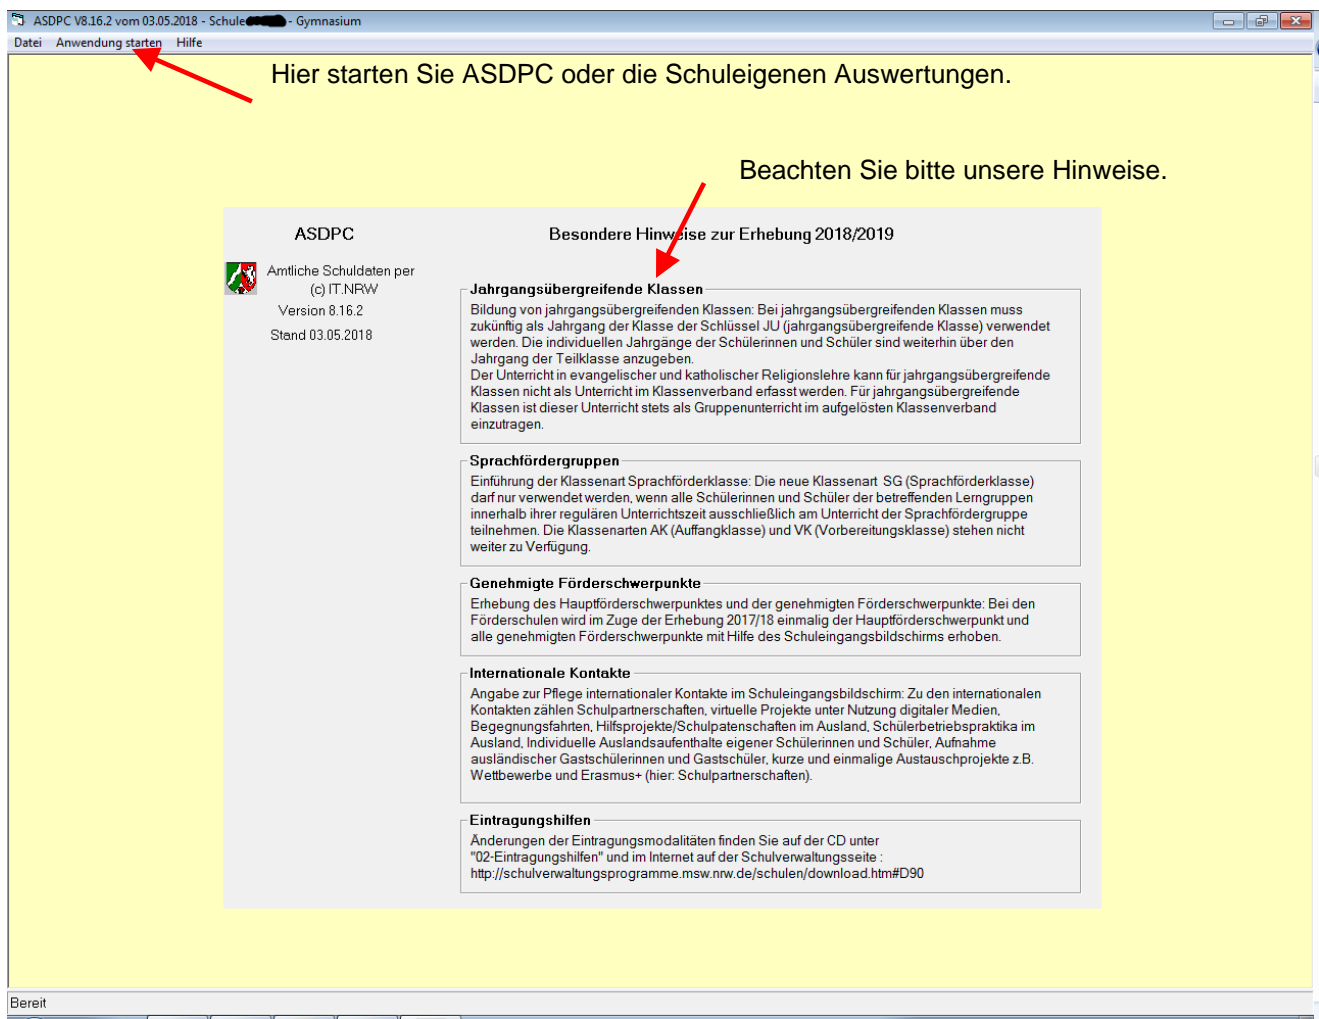 ASDPC V8.16.2 vom 03.05.2018 - Schule - Gymnasium
Datei Anwendung starten Hilfe
Hier starten Sie ASDPC oder die Schuleigenen Auswertungen.
Beachten Sie bitte unsere Hinweise.
ASDPC
Amtliche Schuldaten per
(c) IT.NRW
Version 8.16.2
Stand 03.05.2018
Besondere Hinweise zur Erhebung 2018/2019
Jahrgangsübergreifende Klassen
Bildung von jahrgangsübergreifenden Klassen: Bei jahrgangsübergreifenden Klassen muss
zukünftig als Jahrgang der Klasse der Schlüssel JU (jahrgangsübergreifende Klasse) verwendet
werden. Die individuellen Jahrgänge der Schülerinnen und Schüler sind weiterhin über den
Jahrgang der Teilklasse anzugeben.
Der Unterricht in evangelischer und katholischer Religionslehre kann für jahrgangsübergreifende
Klassen nicht als Unterricht im Klassenverband erfasst werden. Für jahrgangsübergreifende
Klassen ist dieser Unterricht stets als Gruppenunterricht im aufgelösten Klassenverband
einzutragen.
Sprachfördergruppen
Einführung der Klassenart Sprachförderklasse: Die neue Klassenart SG (Sprachförderklasse)
darf nur verwendet werden, wenn alle Schülerinnen und Schüler der betreffenden Lerngruppen
innerhalb ihrer regulären Unterrichtszeit ausschließlich am Unterricht der Sprachfördergruppe
teilnehmen. Die Klassenarten AK (Auffangklasse) und VK (Vorbereitungsklasse) stehen nicht
weiter zu Verfügung.
Genehmigte Förderschwerpunkte
Erhebung des Hauptförderschwerpunktes und der genehmigten Förderschwerpunkte: Bei den
Förderschulen wird im Zuge der Erhebung 2017/18 einmalig der Hauptförderschwerpunkt und
alle genehmigten Förderschwerpunkte mit Hilfe des Schuleingangsbildschirms erhoben.
Internationale Kontakte
Angabe zur Pflege internationaler Kontakte im Schuleingangsbildschirm: Zu den internationalen
Kontakten zählen Schulpartnerschaften, virtuelle Projekte unter Nutzung digitaler Medien,
Begegnungsfahrten, Hilfsprojekte/Schulpatenschaften im Ausland, Schülerbetriebspraktika im
Ausland, Individuelle Auslandsaufenthalte eigener Schülerinnen und Schüler, Aufnahme
ausländischer Gastschülerinnen und Gastschüler, kurze und einmalige Austauschprojekte z.B.
Wettbewerbe und Erasmus+ (hier: Schulpartnerschaften).
Eintragungshilfen
Änderungen der Eintragungsmodalitäten finden Sie auf der CD unter
"02-Eintragungshilfen" und im Internet auf der Schulverwaltungsseite :
http://schulverwaltungsprogramme.msw.nrw.de/schulen/download.htm#D90
Bereit